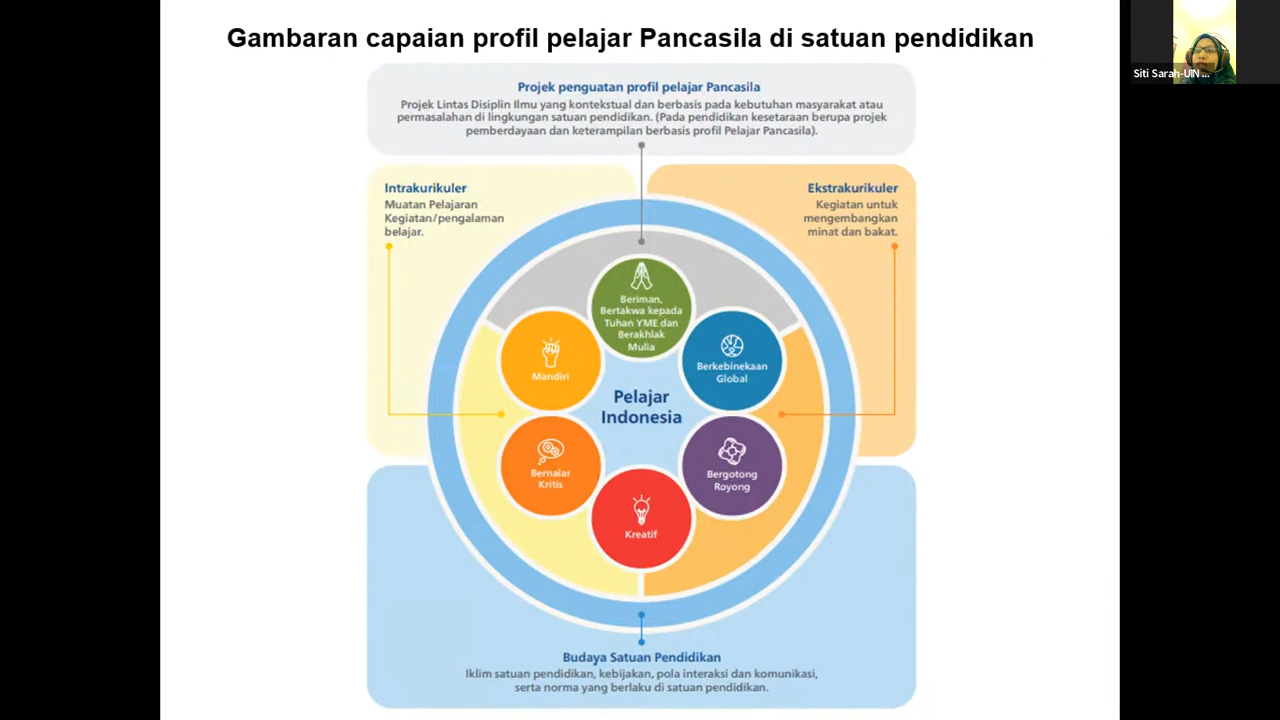 Gambaran capaian profil pelajar Pancasila di satuan pendidikan
Siti Sarah-UIN ...
Projek penguatan profil pelajar Pancasila
Projek Lintas Disiplin Ilmu yang kontekstual dan berbasis pada kebutuhan masyarakat atau
permasalahan di lingkungan satuan pendidikan. (Pada pendidikan kesetaraan berupa projek
pemberdayaan dan keterampilan berbasis profil Pelajar Pancasila).
Intrakurikuler
Muatan Pelajaran
Kegiatan/pengalaman
belajar.
Ekstrakurikuler
Kegiatan untuk
mengembangkan
minat dan bakat.
Beriman,
Bertakwa kepada
Tuhan YME dan
Berakhlak
Mulia
Mandiri
Berkebinekaan
Global
Pelajar
Indonesia
Bernalar
Kritis
Bergotong
Royong
Kreatif
Budaya Satuan Pendidikan
Iklim satuan pendidikan, kebijakan, pola interaksi dan komunikasi,
serta norma yang berlaku di satuan pendidikan.